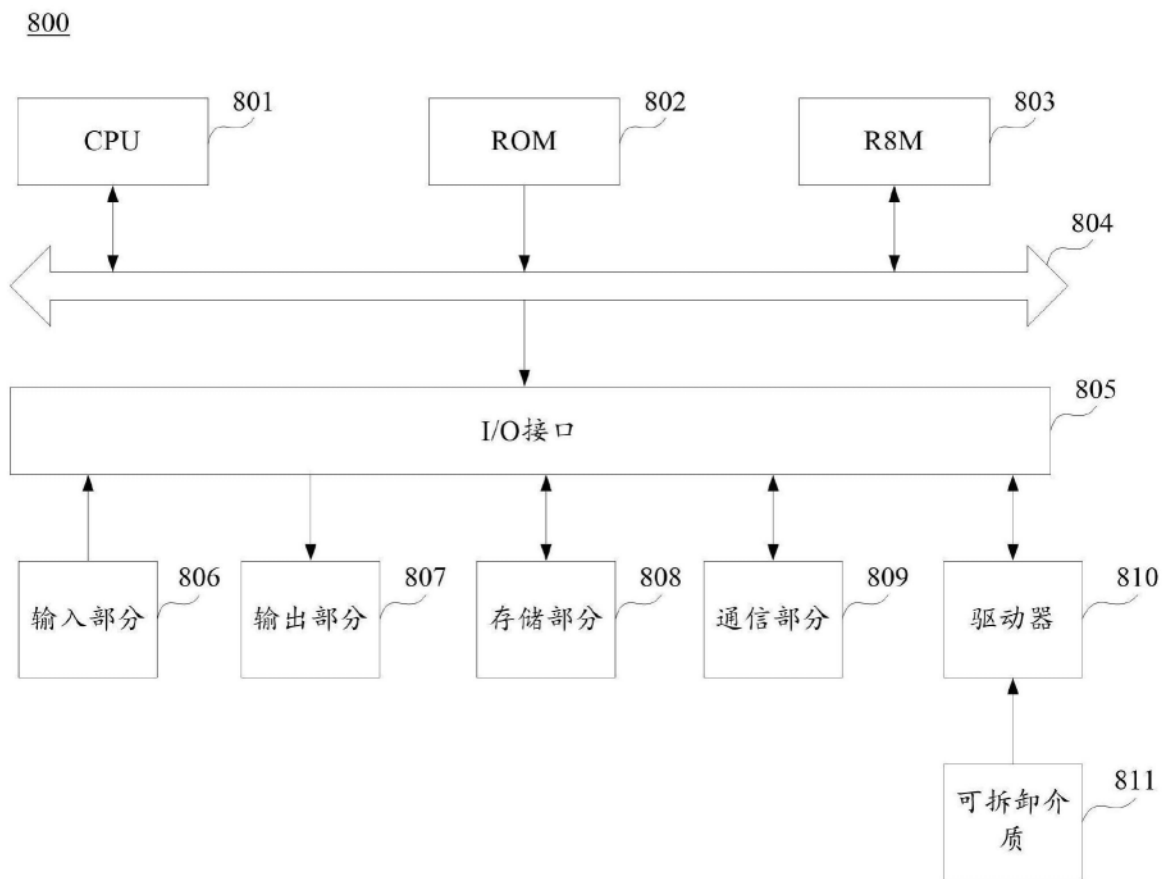 800
801
802
803
CPU
ROM
R8M
804
805
I/O接口
806
807
808
809
810
输入部分
输出部分
存储部分
通信部分
驱动器
811
可拆卸介
质